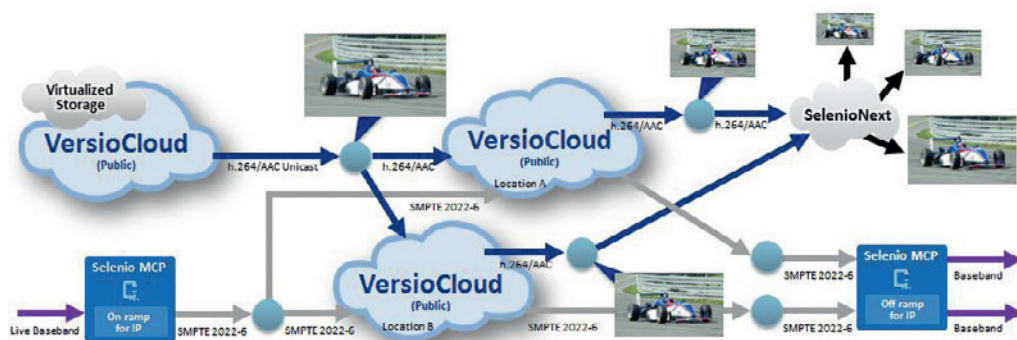 Virtualized
Storage
VersioCloud
(Public)
h.264/AAC Unicast
h.264/AAC
VersioCloud
(Public)
Location A
h.264/AAC
h.264/AAC
SelenioNext
SMPTE 2022-6
VersioCloud
(Public)
Location B
h.264/AAC
Selenio MCP
On ramp
for IP
Live Baseband
SMPTE 2022-6
SMPTE 2022-6
SMPTE 2022-6
SMPTE 2022-6
SMPTE 2022-6
Selenio MCP
Off ramp
for IP
Baseband
Baseband